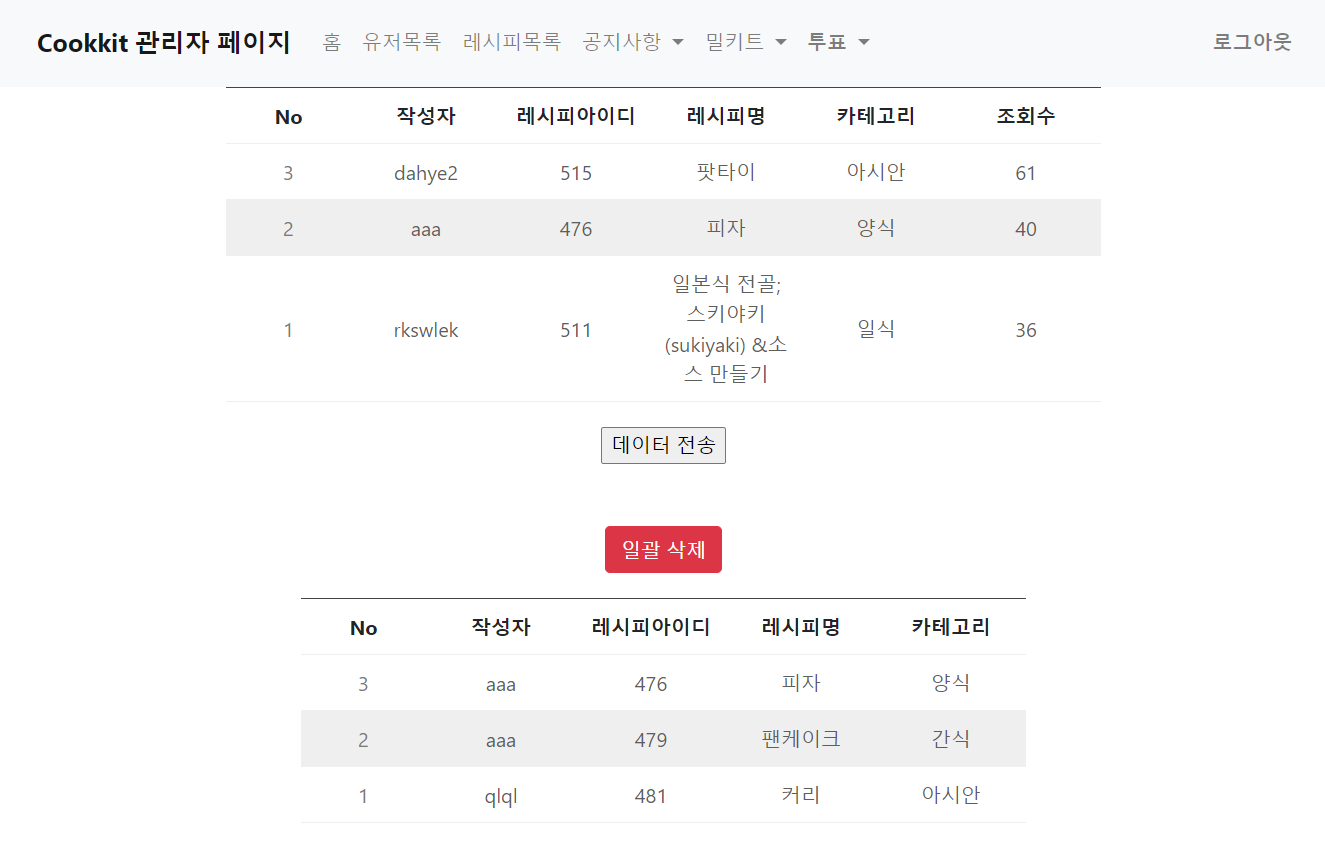 Cookkit 관리자 페이지 홈 유저목록 레시피목록 공지사항 밀키트 투표 로그아웃
No 작성자 레시피아이디 레시피명 카테고리 조회수
3 dahye2 515 팟타이 아시안 61
2 aaa 476 피자 양식 40
일본식 전골;
스키야키
1 rkswlek 511 (sukiyaki) &소 일식 36
스 만들기
데이터 전송
일괄 삭제
No 작성자 레시피아이디 레시피명 카테고리
3 aaa 476 피자 양식
2 aaa 479 팬케이크 간식
1 qlql 481 커리 아시안